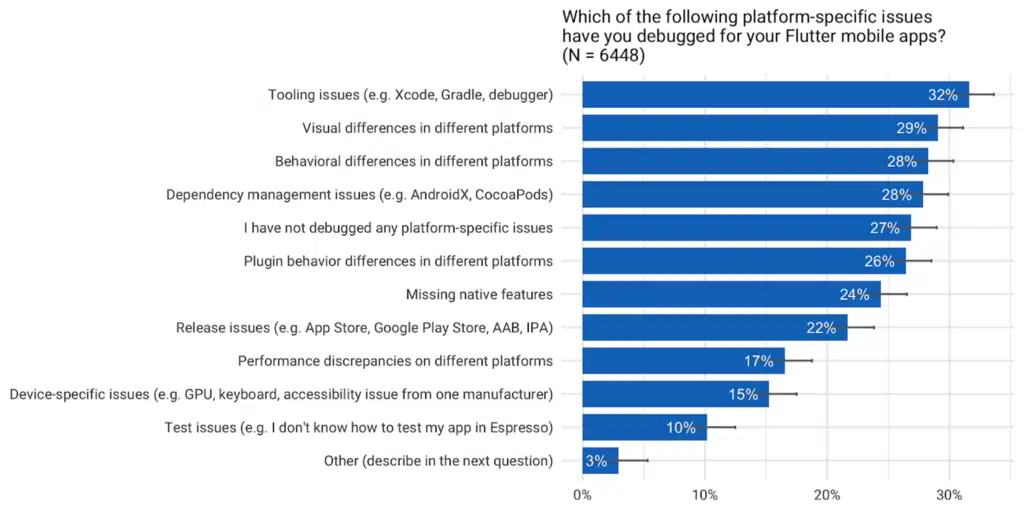 Which of the following platform-specific issues
have you debugged for your Flutter mobile apps?
(N = 6448)
Tooling issues (e.g. Xcode, Gradle, debugger) 32%
Visual differences in different platforms 29%
Behavioral differences in different platforms 28%
Dependency management issues (e.g. AndroidX, CocoaPods) 28%
I have not debugged any platform-specific issues 27%
Plugin behavior differences in different platforms 26%
Missing native features 24%
Release issues (e.g. App Store, Google Play Store, AAB, IPA) 22%
Performance discrepancies on different platforms 17%
Device-specific issues (e.g. GPU, keyboard, accessibility issue from one manufacturer) 15%
Test issues (e.g. I don't know how to test my app in Espresso) 10%
Other (describe in the next question) 3%
0% 10% 20% 30%